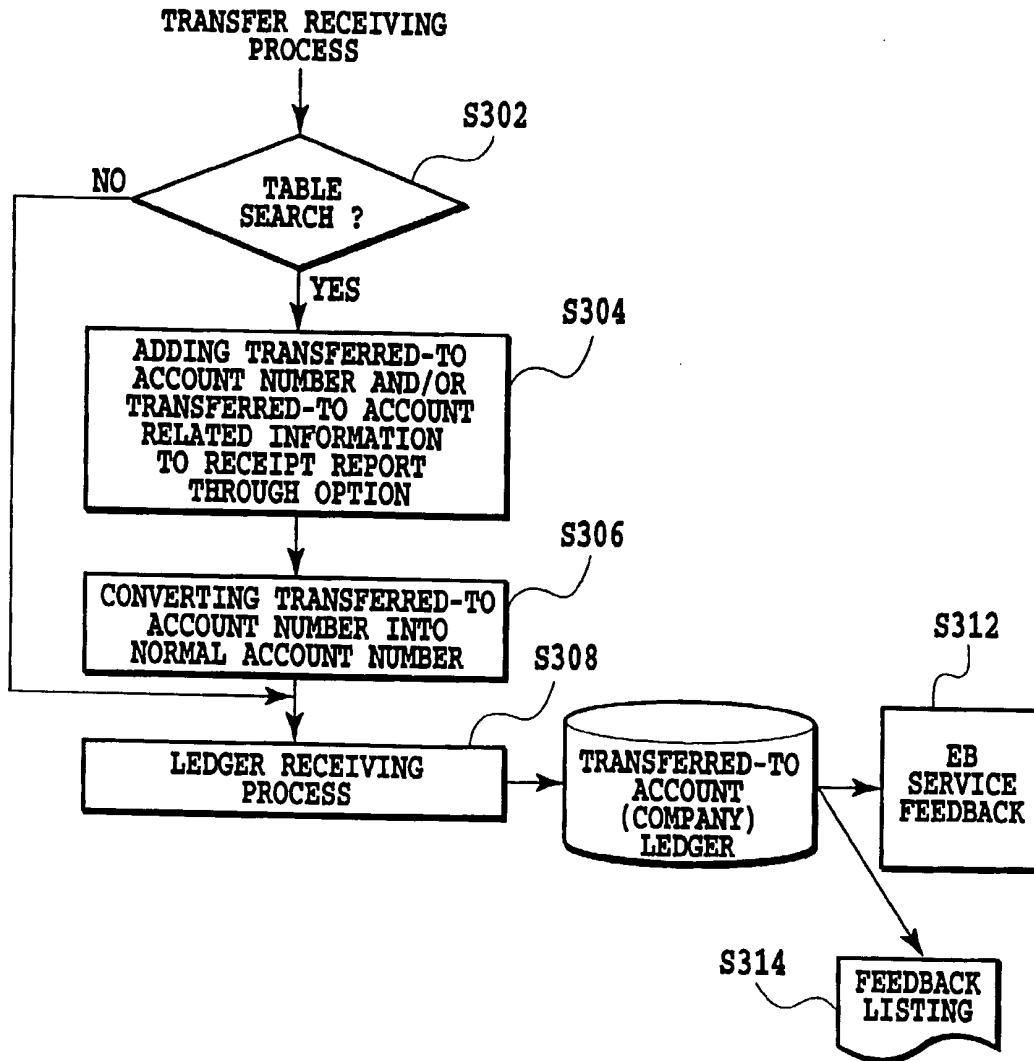 TRANSFER RECEIVING
PROCESS
S302
NO
TABLE
SEARCH ?
YES
S304
ADDING TRANSFERRED-TO
ACCOUNT NUMBER AND/OR
TRANSFERRED-TO ACCOUNT
RELATED INFORMATION
TO RECEIPT REPORT
THROUGH OPTION
S306
CONVERTING TRANSFERRED-TO
ACCOUNT NUMBER INTO
NORMAL ACCOUNT NUMBER
S308
LEDGER RECEIVING
PROCESS
TRANSFERRED-TO
ACCOUNT
(COMPANY)
LEDGER
S312
EB
SERVICE
FEEDBACK
S314
FEEDBACK
LISTING